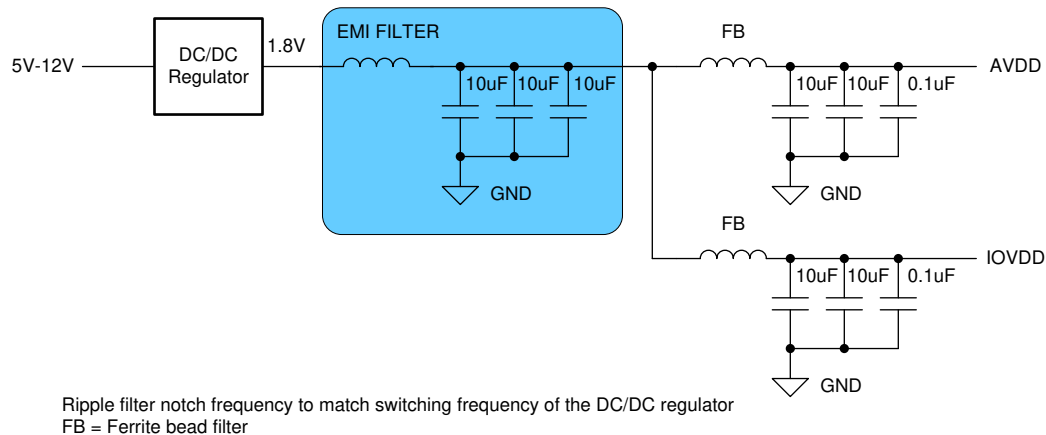 EMI FILTER
FB
DC/DC
Regulator
1.8V
5V-12V
AVDD
10uF 10uF 10uF
10uF 10uF 0.1uF
GND
GND
FB
IOVDD
10uF 10uF 0.1uF
GND
Ripple filter notch frequency to match switching frequency of the DC/DC regulator
FB = Ferrite bead filter